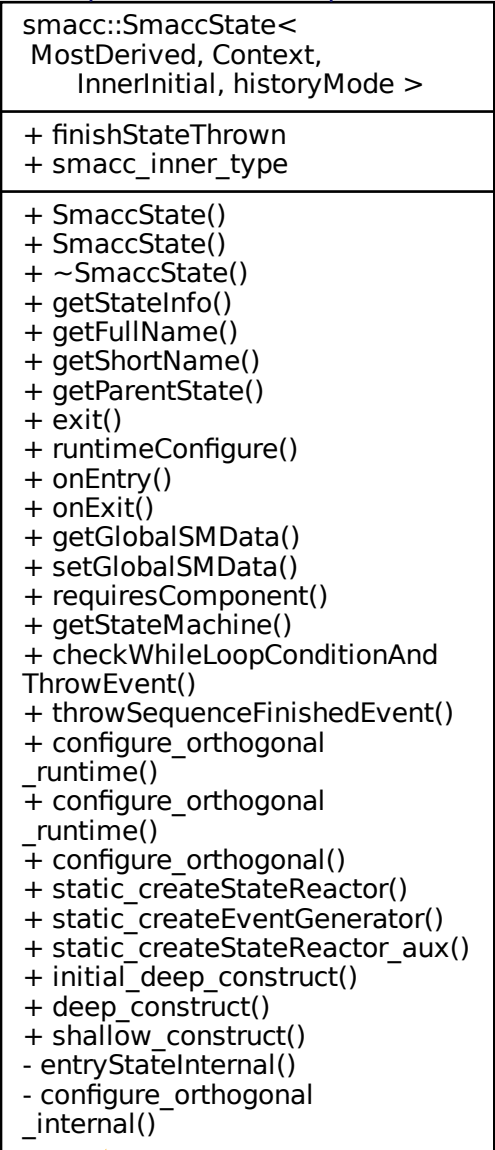 smacc::SmaccState<
MostDerived, Context,
InnerInitial, historyMode >
+ finishStateThrown
+ smacc_inner_type
+ SmaccState()
+ SmaccState()
+ ~SmaccState()
+ getStateInfo()
+ getFullName()
+ getShortName()
+ getParentState()
+ exit()
+ runtimeConfigure()
+ onEntry()
+ onExit()
+ getGlobalSMData()
+ setGlobalSMData()
+ requiresComponent()
+ getStateMachine()
+ checkWhileLoopConditionAnd
ThrowEvent()
+ throwSequenceFinishedEvent()
+ configure_orthogonal
_runtime()
+ configure_orthogonal
_runtime()
+ configure_orthogonal()
+ static_createStateReactor()
+ static_createEventGenerator()
+ static_createStateReactor_aux()
+ initial_deep_construct()
+ deep_construct()
+ shallow_construct()
- entryStateInternal()
- configure_orthogonal
_internal()